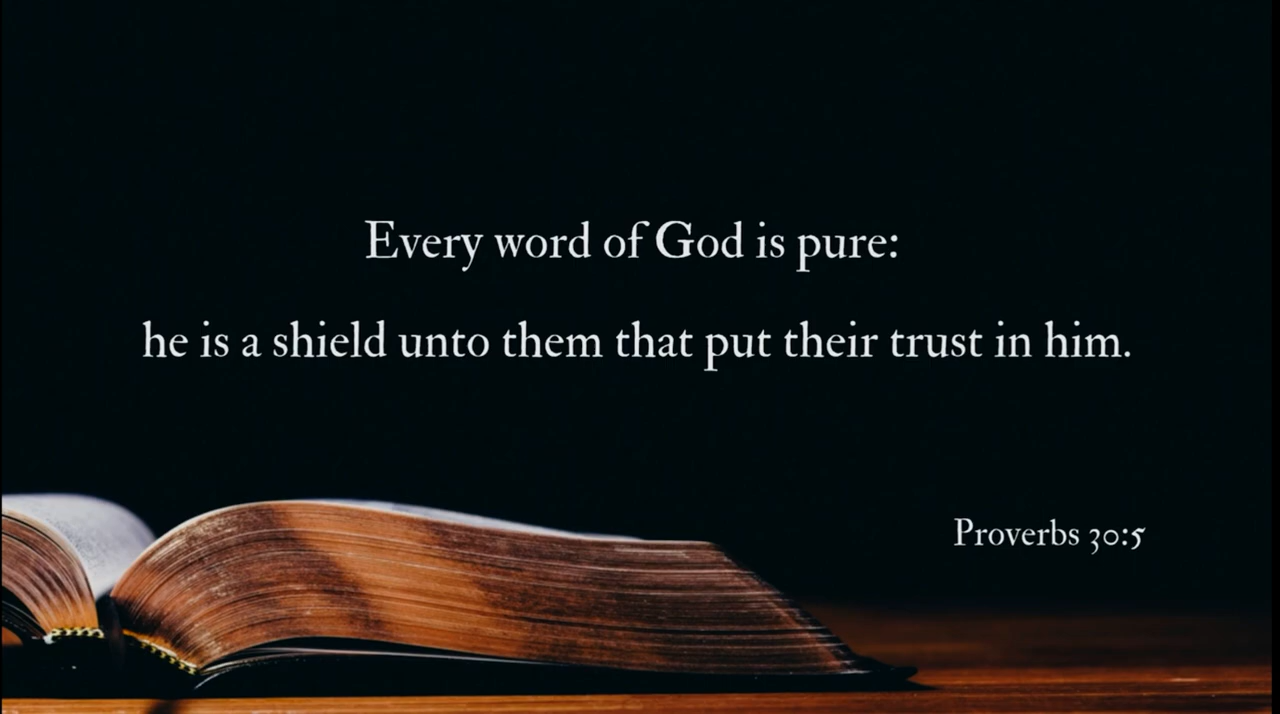 Every word of God is pure:
he is a shield unto them that put their trust in him.
Proverbs 30:5